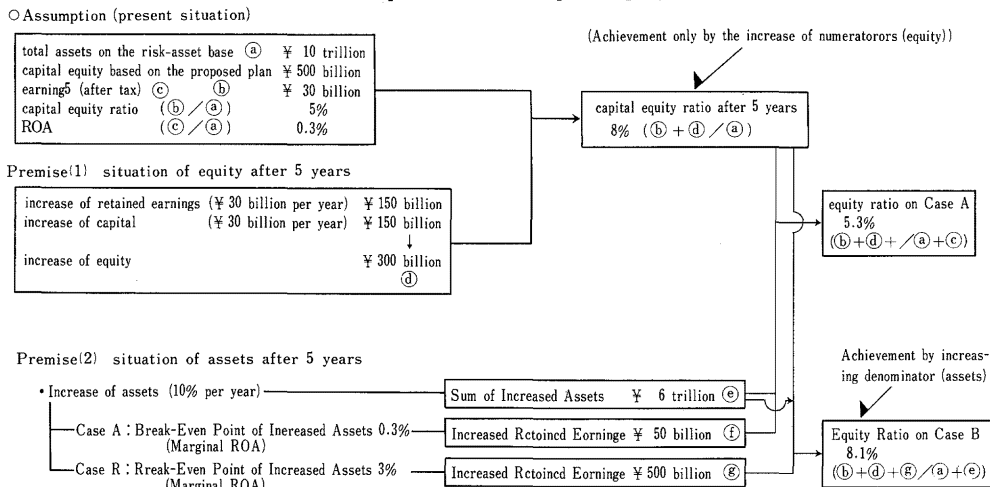 ○ Assumption (present situation)
total assets on the risk-asset base ⓐ ¥ 10 trillion
capital equity based on the proposed plan ¥ 500 billion
earning5 (after tax) ⓒ ⓑ ¥ 30 billion
capital equity ratio (ⓑ/ⓐ) 5%
ROA (ⓒ/ⓐ) 0.3%
(Achievement only by the increase of numeratorors (equity))
capital equity ratio after 5 years
8% (ⓑ+ⓓ/ⓐ)
Premise(1) situation of equity after 5 years
increase of retained earnings (¥ 30 billion per year) ¥ 150 billion
increase of capital (¥ 30 billion per year) ¥ 150 billion
↓
increase of equity ¥ 300 billion
ⓓ
equity ratio on Case A
5.3%
(ⓑ+ⓓ+/ⓐ+ⓒ)
Premise(2) situation of assets after 5 years
• Increase of assets (10% per year)
Sum of Increased Assets ¥ 6 trillion ⓔ
Case A : Break-Even Point of Inereased Assets 0.3%
(Marginal ROA)
Increased Rctoincd Eorninge ¥ 50 billion ⓕ
Case R : Rreak-Even Point of Increased Assets 3%
(Marginal ROA)
Increased Rctoincd Eorninge ¥ 500 billion ⓖ
Achievement by increas-
ing denominator (assets)
Equity Ratio on Case B
8.1%
(ⓑ+ⓓ+ⓖ/ⓐ+ⓔ)